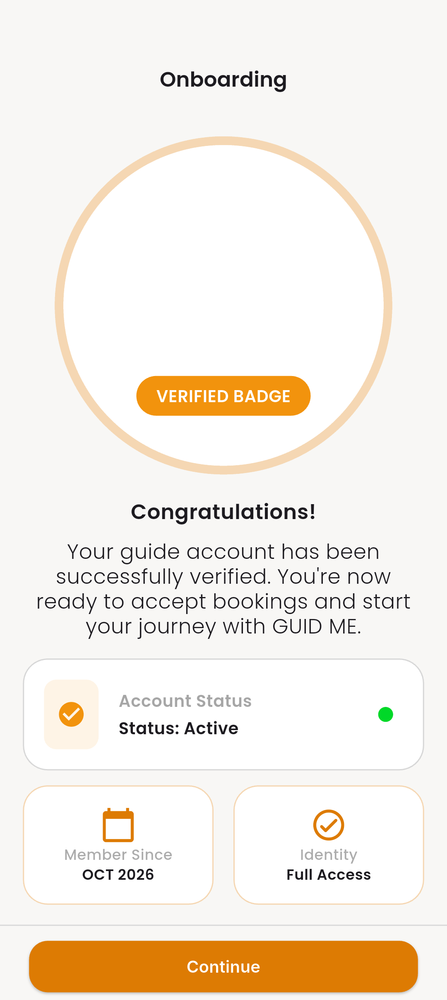 Onboarding
VERIFIED BADGE
Congratulations!
Your guide account has been
successfully verified. You're now
ready to accept bookings and start
your journey with GUID ME.
Account Status
Status: Active
Member Since
OCT 2026
Identity
Full Access
Continue